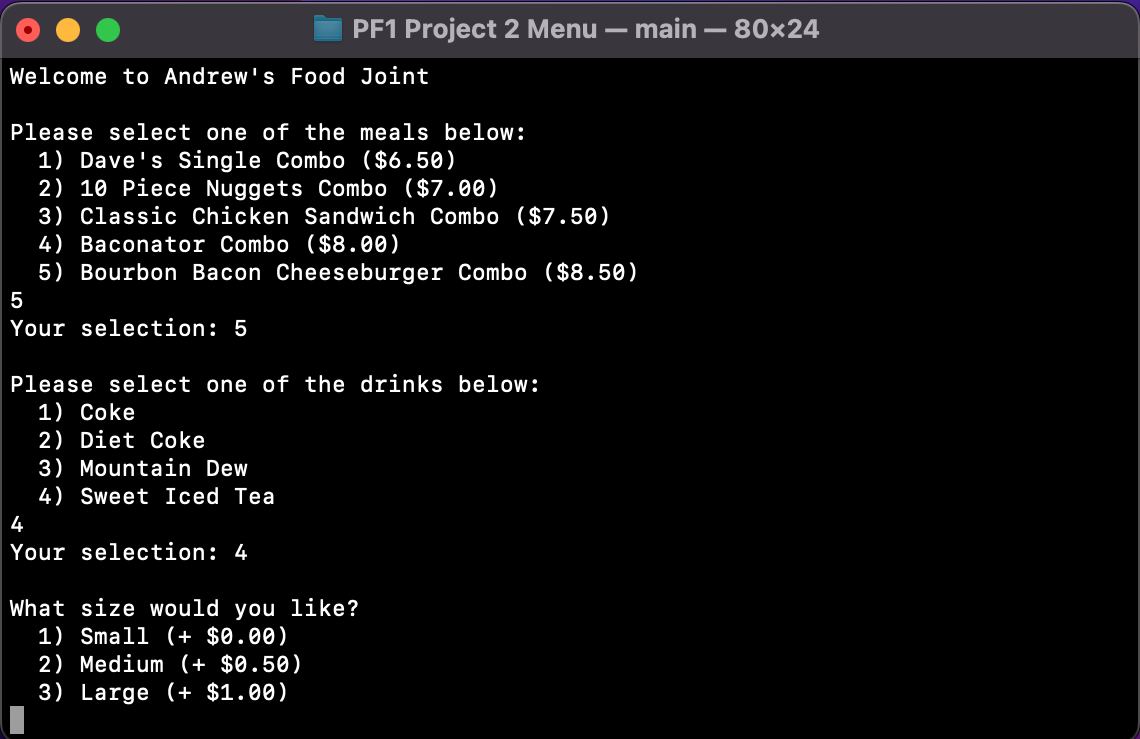 PF1 Project 2 Menu — main — 80×24
Welcome to Andrew's Food Joint
Please select one of the meals below:
1) Dave's Single Combo ($6.50)
2) 10 Piece Nuggets Combo ($7.00)
3) Classic Chicken Sandwich Combo ($7.50)
4) Baconator Combo ($8.00)
5) Bourbon Bacon Cheeseburger Combo ($8.50)
5
Your selection: 5
Please select one of the drinks below:
1) Coke
2) Diet Coke
3) Mountain Dew
4) Sweet Iced Tea
4
Your selection: 4
What size would you like?
1) Small (+ $0.00)
2) Medium (+ $0.50)
3) Large (+ $1.00)